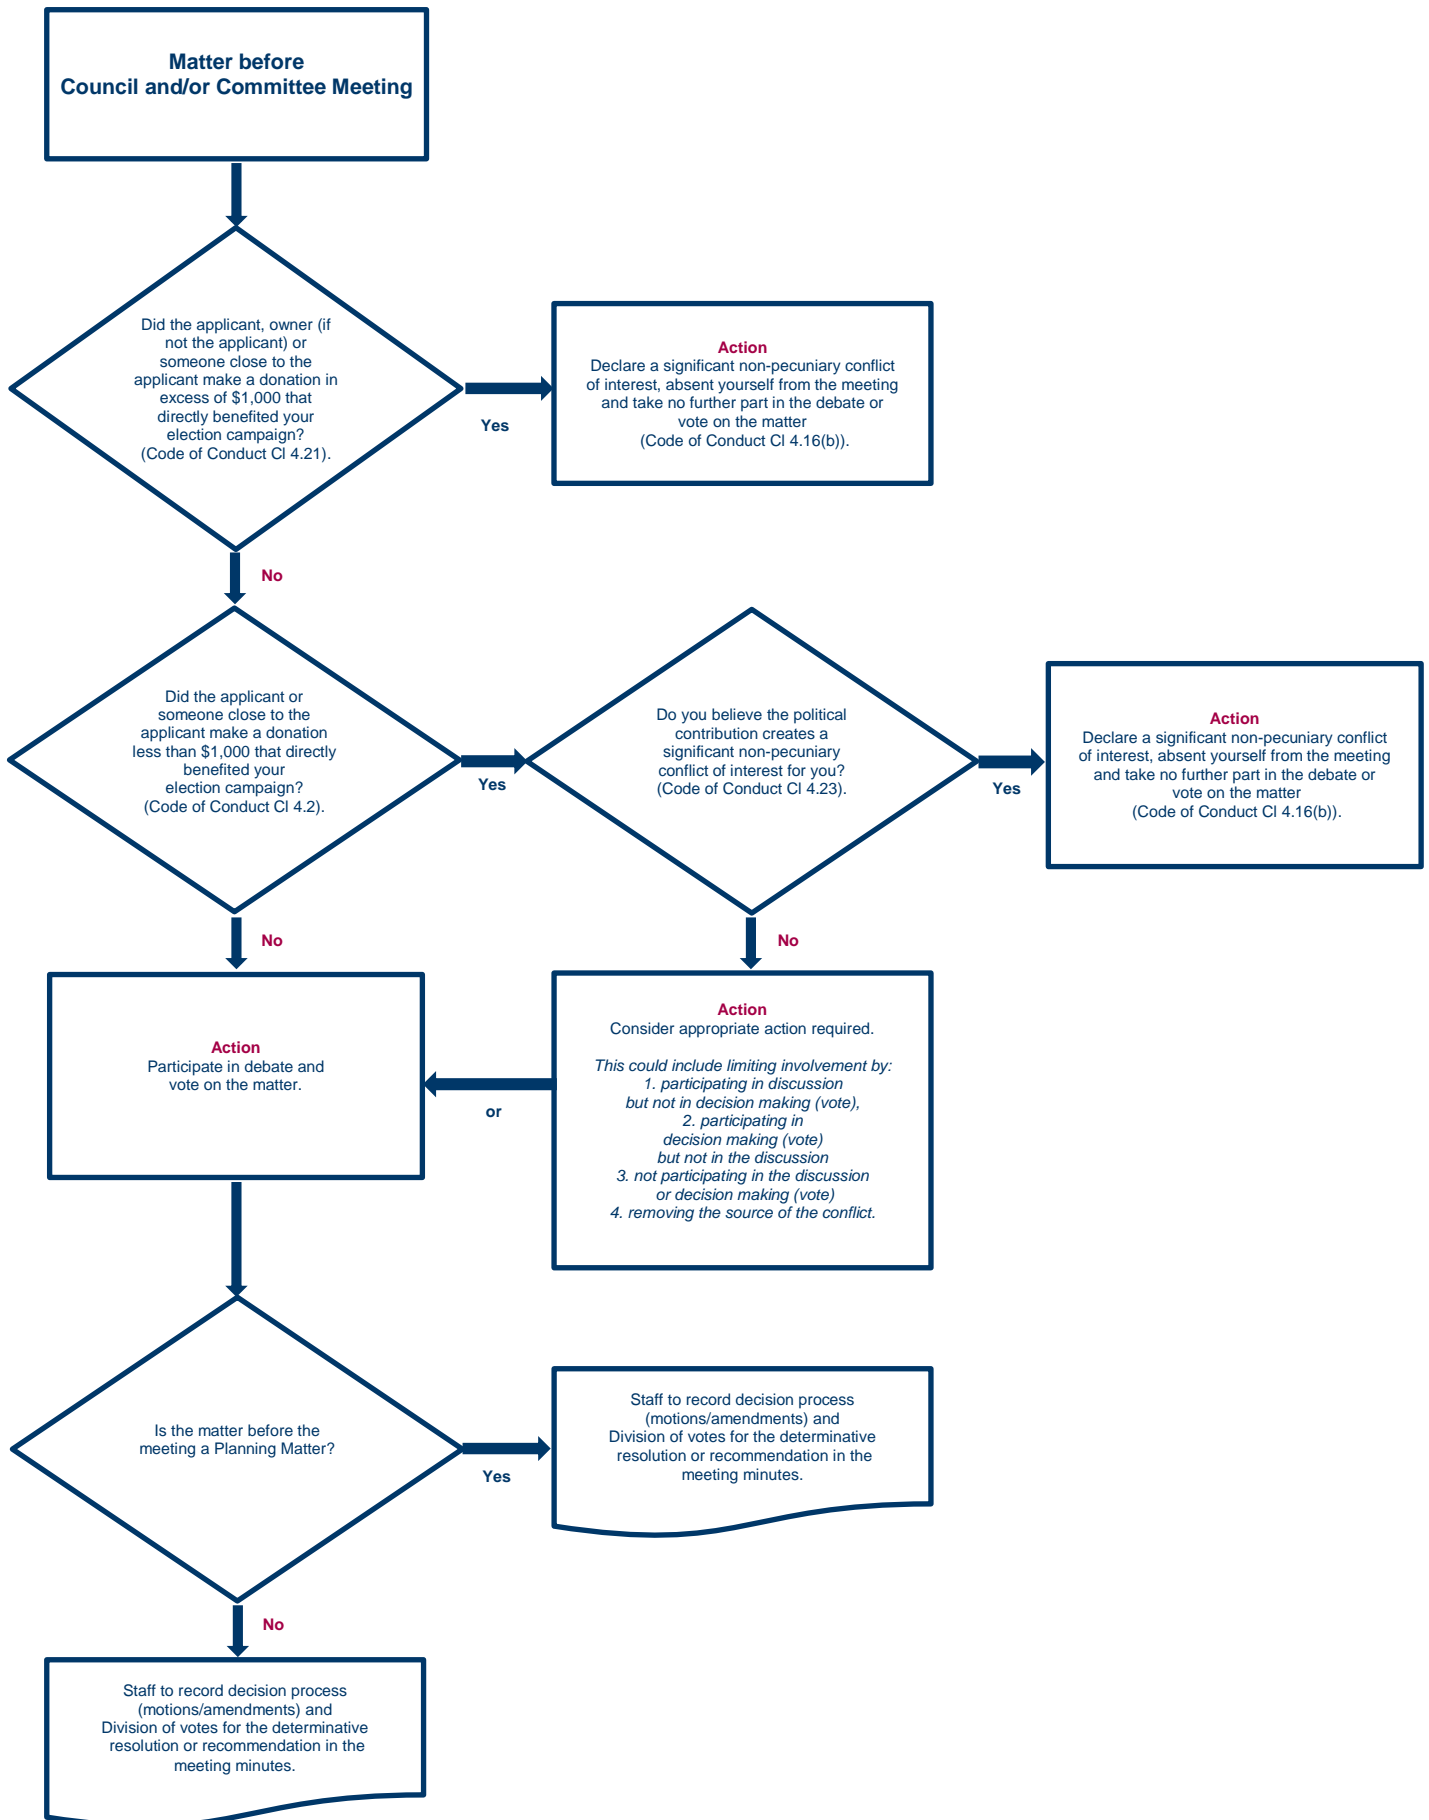 Matter before
Council and/or Committee Meeting
Did the applicant, owner (if
not the applicant) or
someone close to the
applicant make a donation in
excess of $1,000 that
directly benefited your
election campaign?
(Code of Conduct Cl 4.21).
Yes
Action
Declare a significant non-pecuniary conflict
of interest, absent yourself from the meeting
and take no further part in the debate or
vote on the matter
(Code of Conduct Cl 4.16(b)).
No
Did the applicant or
someone close to the
applicant make a donation
less than $1,000 that directly
benefited your
election campaign?
(Code of Conduct Cl 4.2).
Yes
Do you believe the political
contribution creates a
significant non-pecuniary
conflict of interest for you?
(Code of Conduct Cl 4.23).
Yes
Action
Declare a significant non-pecuniary conflict
of interest, absent yourself from the meeting
and take no further part in the debate or
vote on the matter
(Code of Conduct Cl 4.16(b)).
No
No
Action
Participate in debate and
vote on the matter.
or
Action
Consider appropriate action required.
This could include limiting involvement by:
1. participating in discussion
but not in decision making (vote),
2. participating in
decision making (vote)
but not in the discussion
3. not participating in the discussion
or decision making (vote)
4. removing the source of the conflict.
Is the matter before the
meeting a Planning Matter?
Yes
Staff to record decision process
(motions/amendments) and
Division of votes for the determinative
resolution or recommendation in the
meeting minutes.
No
Staff to record decision process
(motions/amendments) and
Division of votes for the determinative
resolution or recommendation in the
meeting minutes.